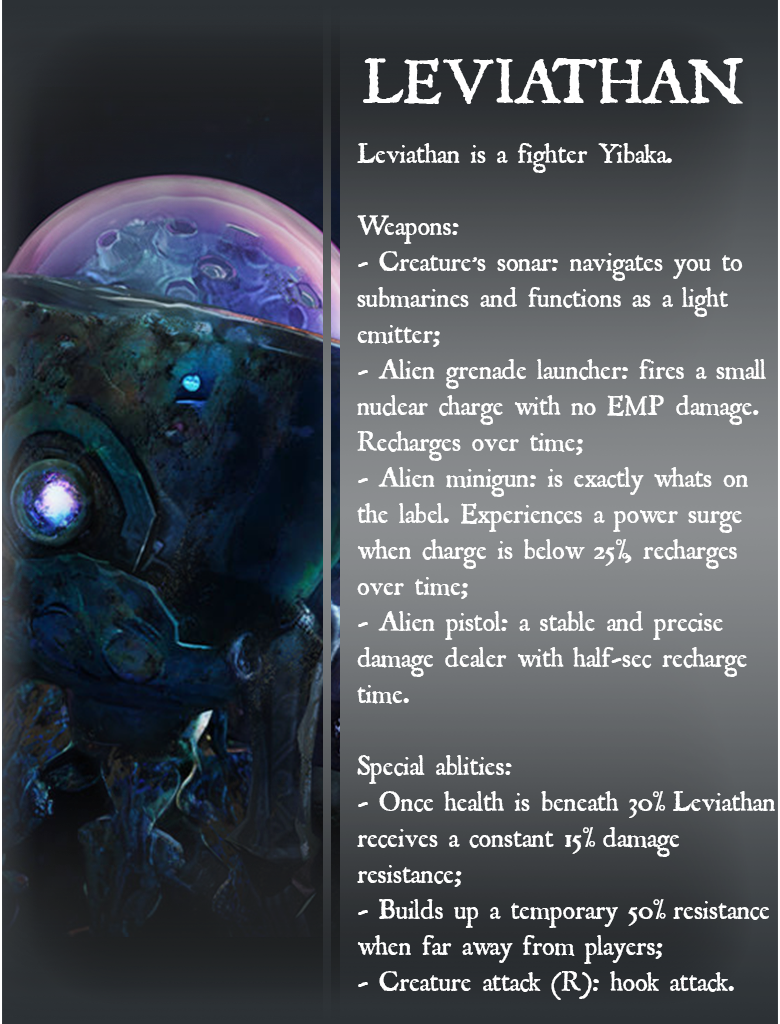 LEVIATHAN
Leviathan is a fighter Yibaka.
Weapons:
- Creature's sonar: navigates you to
submarines and functions as a light
emitter;
- Alien grenade launcher: fires a small
nuclear charge with no EMP damage.
Recharges over time;
- Alien minigun: is exactly whats on
the label. Experiences a power surge
when charge is below 25%, recharges
over time;
- Alien pistol: a stable and precise
damage dealer with half-sec recharge
time.
Special ablities:
- Once health is beneath 30% Leviathan
receives a constant 15% damage
resistance;
- Builds up a temporary 50% resistance
when far away from players;
- Creature attack (R): hook attack.